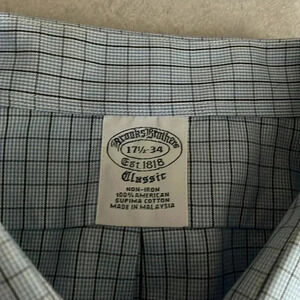 Brooks Brothers
17½-34
Est. 1818
Classic
NON-IRON
100% AMERICAN
SUPIMA COTTON
MADE IN MALAYSIA